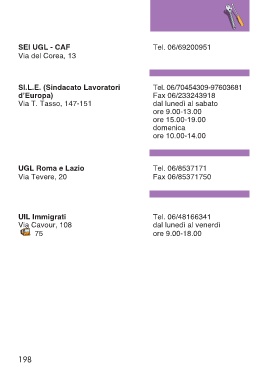 SEI UGL - CAF
Via del Corea, 13
Tel. 06/69200951
SI.L.E. (Sindacato Lavoratori
d'Europa)
Via T. Tasso, 147-151
Tel. 06/70454309-97603681
Fax 06/233243918
dal lunedì al sabato
ore 9.00-13.00
ore 15.00-19.00
domenica
ore 10.00-14.00
UGL Roma e Lazio
Via Tevere, 20
Tel. 06/8537171
Fax 06/85371750
UIL Immigrati
Via Cavour, 108
75
Tel. 06/48166341
dal lunedì al venerdì
ore 9.00-18.00
198